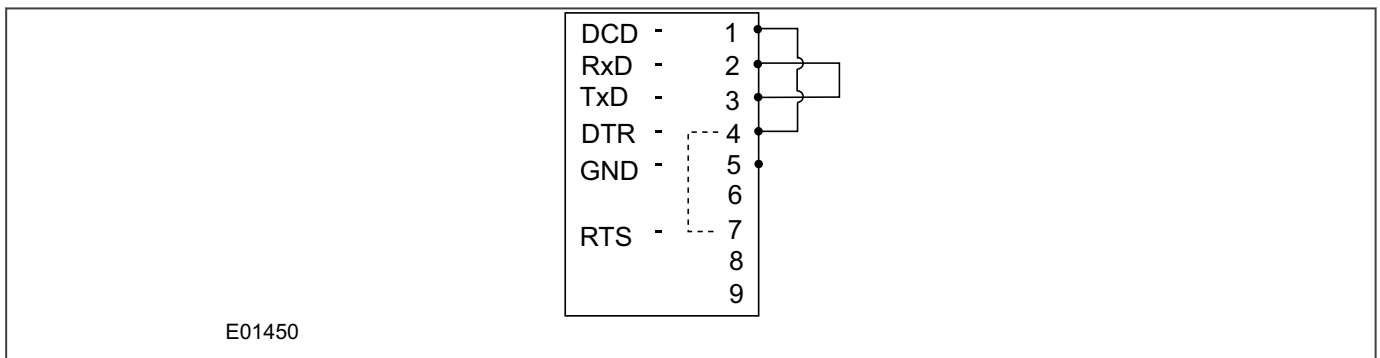 DCD - 1
RxD - 2
TxD - 3
DTR - 4
GND - 5
6
RTS - 7
8
9
E01450